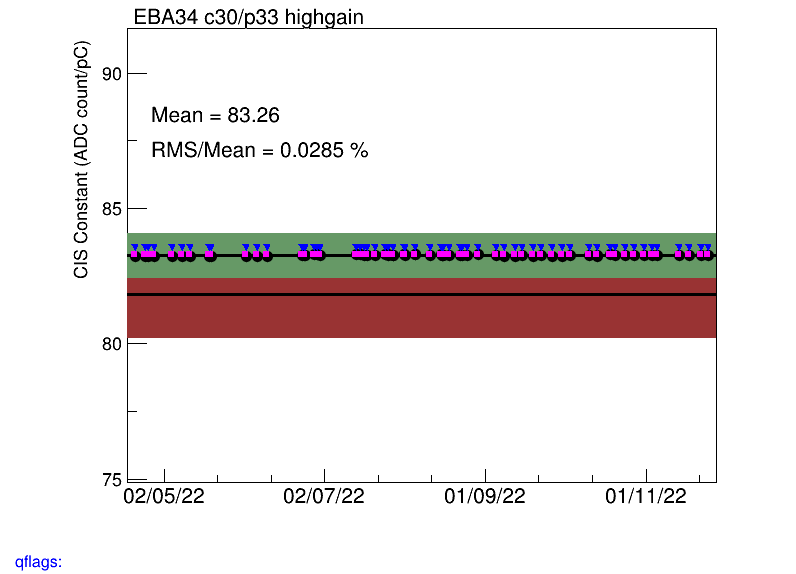 EBA34 c30/p33 highgain
CIS Constant (ADC count/pC)
90
Mean = 83.26
RMS/Mean = 0.0285 %
85
80
75
02/05/22 02/07/22 01/09/22 01/11/22
qflags: